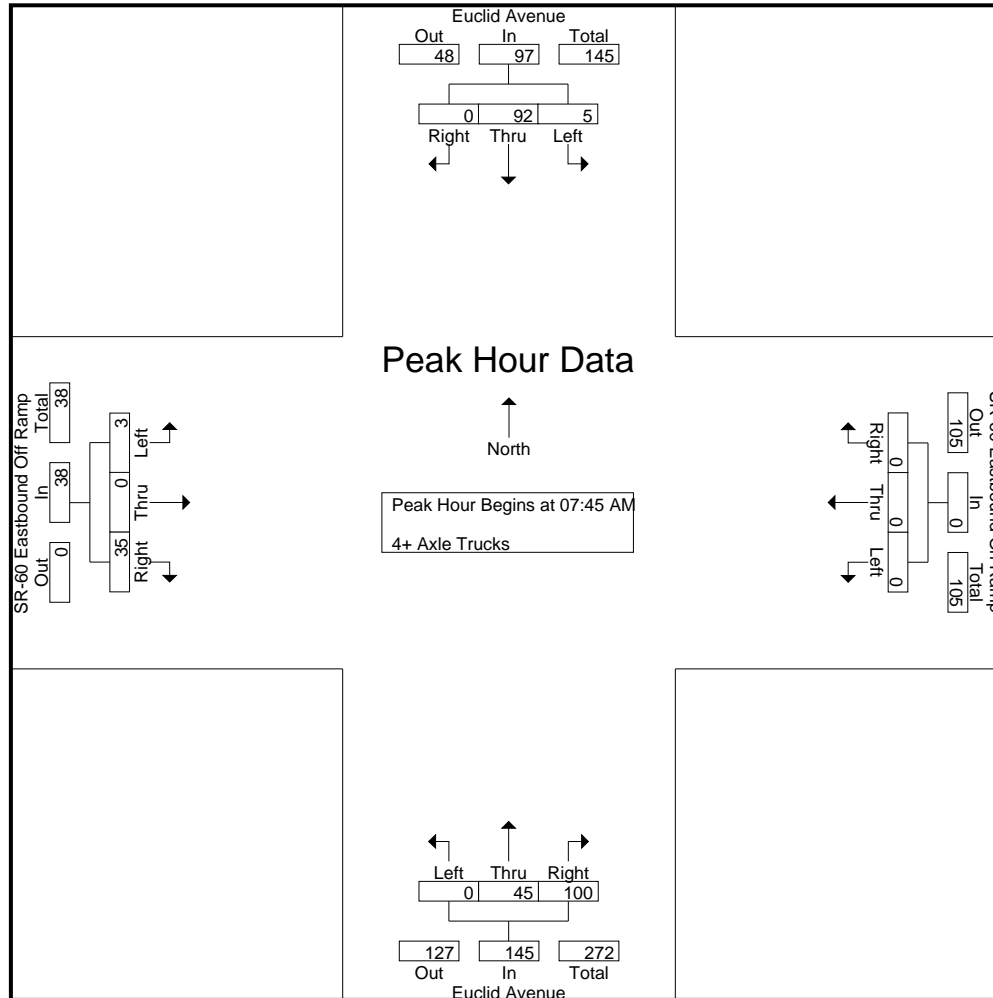 Euclid Avenue
Out In Total
48 97 145
0 92 5
Right Thru Left
Peak Hour Data
North
Peak Hour Begins at 07:45 AM
4+ Axle Trucks
SR-60 Eastbound Off Ramp
Total In Out
38 38 0
3 0 35
Left Thru Right
Right Thru Left
0 0 0
Out In Total
105 0 105
Eastbound On Ramp
Left Thru Right
0 45 100
127 145 272
Out In Total
Euclid Avenue